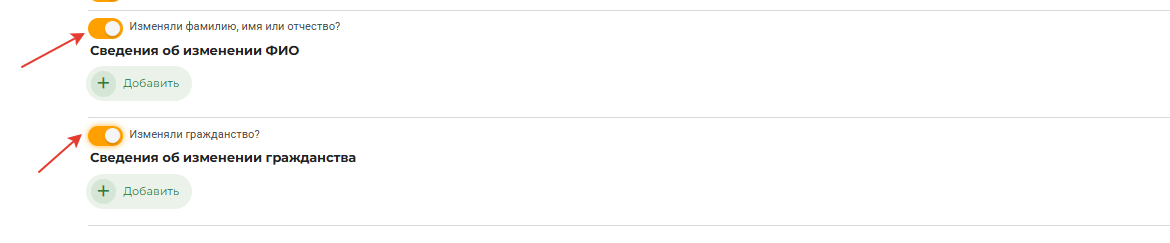 Изменяли фамилию, имя или отчество?
Сведения об изменении ФИО
+ Добавить
Изменяли гражданство?
Сведения об изменении гражданства
+ Добавить